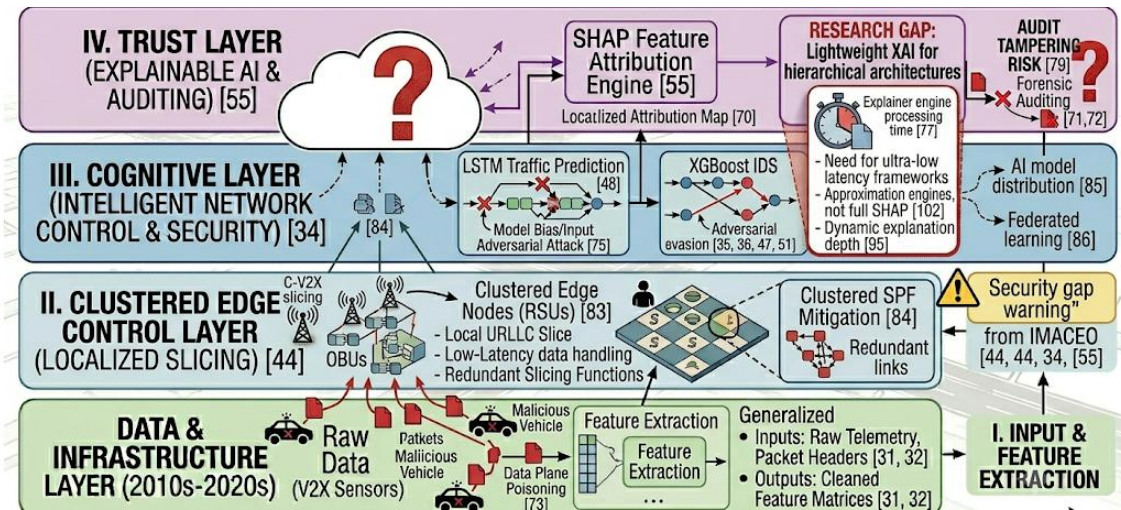 IV. TRUST LAYER
(EXPLAINABLE AI &
AUDITING) [55]
?
SHAP Feature
Attribution
Engine [55]
Localized Attribution Map [70]
RESEARCH GAP:
Lightweight XAI for
hierarchical architectures
Explainer engine
processing
time [77]
- Need for ultra-low
latency frameworks
- Approximation engines,
not full SHAP [102]
- Dynamic explanation
depth [95]
AUDIT
TAMPERING
RISK [79]
?
Forensic
Auditing
[71,72]
III. COGNITIVE LAYER
(INTELLIGENT NETWORK
CONTROL & SECURITY) [34]
[84]
LSTM Traffic Prediction
[48]
Model Bias/Input
Adversarial Attack [75]
XGBoost IDS
Adversarial
evasion [35, 36, 47, 51]
AI model
distribution [85]
Federated
learning [86]
II. CLUSTERED EDGE
CONTROL LAYER
(LOCALIZED SLICING) [44]
C-V2X
slicing
OBUs
Clustered Edge
Nodes (RSUs) [83]
- Local URLLC Slice
- Low-Latency data handling
- Redundant Slicing Functions
S
S
S
S
Clustered SPF
Mitigation [84]
Redundant
links
Security gap
warning"
from IMACEO
[44, 44, 34, [55]
DATA &
INFRASTRUCTURE
LAYER (2010s-2020s)
Raw
Data
(V2X Sensors)
Patkets
Malicious
Vehicle
Malicious
Vehicle
Data Plane
Poisoning
[73]
Feature Extraction
Feature
Extraction
...
Generalized
• Inputs: Raw Telemetry,
Packet Headers [31, 32]
• Outputs: Cleaned
Feature Matrices [31, 32]
I. INPUT &
FEATURE
EXTRACTION